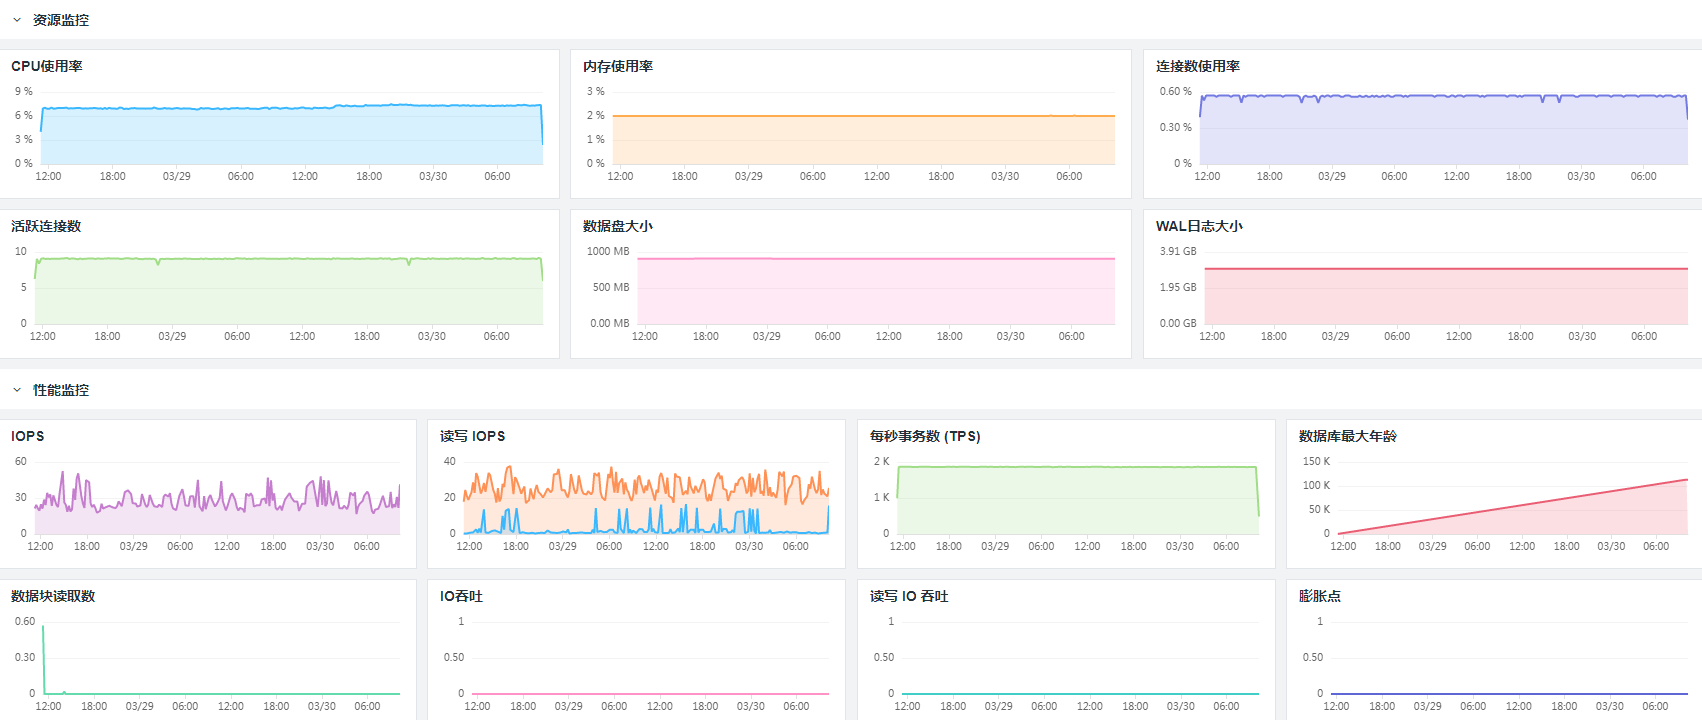 资源监控
CPU使用率
9 %
6 %
3 %
0 %
12:00 18:00 03/29 06:00 12:00 18:00 03/30 06:00
内存使用率
3 %
2 %
1 %
0 %
12:00 18:00 03/29 06:00 12:00 18:00 03/30 06:00
连接数使用率
0.60 %
0.30 %
0 %
12:00 18:00 03/29 06:00 12:00 18:00 03/30 06:00
活跃连接数
10
5
0
12:00 18:00 03/29 06:00 12:00 18:00 03/30 06:00
数据盘大小
1000 MB
500 MB
0.00 MB
12:00 18:00 03/29 06:00 12:00 18:00 03/30 06:00
WAL日志大小
3.91 GB
1.95 GB
0.00 GB
12:00 18:00 03/29 06:00 12:00 18:00 03/30 06:00
性能监控
IOPS
60
30
0
12:00 18:00 03/29 06:00 12:00 18:00 03/30 06:00
读写 IOPS
40
20
0
12:00 18:00 03/29 06:00 12:00 18:00 03/30 06:00
每秒事务数 (TPS)
2 K
1 K
0
12:00 18:00 03/29 06:00 12:00 18:00 03/30 06:00
数据库最大年龄
150 K
100 K
50 K
0
12:00 18:00 03/29 06:00 12:00 18:00 03/30 06:00
数据块读取数
0.60
0.30
0
12:00 18:00 03/29 06:00 12:00 18:00 03/30 06:00
IO吞吐
1
0.50
0
12:00 18:00 03/29 06:00 12:00 18:00 03/30 06:00
读写 IO 吞吐
1
0.50
0
12:00 18:00 03/29 06:00 12:00 18:00 03/30 06:00
膨胀点
1
0.50
0
12:00 18:00 03/29 06:00 12:00 18:00 03/30 06:00